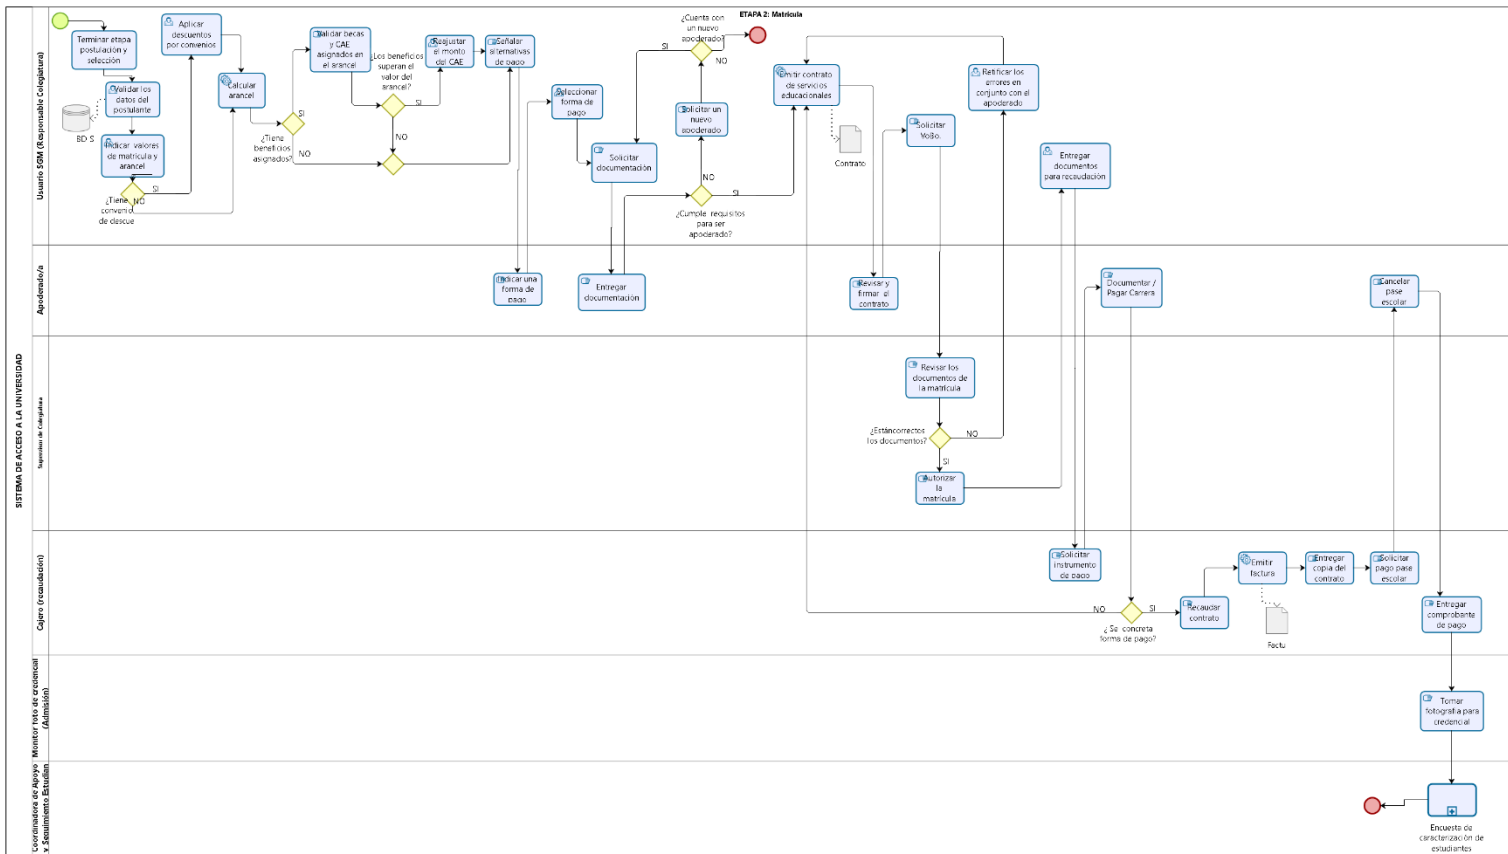 ETAPA 2: Matrícula
SISTEMA DE ACCESO A LA UNIVERSIDAD
Usuario SGM (Responsable Colegiatura)
Terminar etapa
postulación y
selección
Validar los
datos del
postulante
BD S
Indicar valores
de matrícula y
arancel
¿Tiene
convenio
de descue
SI
NO
Aplicar
descuentos
por convenios
Calcular
arancel
¿Tiene
beneficios
asignados?
SI
NO
Validar becas
y CAE
asignados en
el arancel
¿Los beneficios
superan el
valor del
arancel?
SI
NO
Reajustar
el monto
del CAE
Señalar
alternativas
de pago
Seleccionar
forma de
pago
Solicitar
documentación
¿Cuenta con
un nuevo
apoderado?
SI
NO
Solicitar un
nuevo
apoderado
NO
SI
¿Cumple requisitos
para ser
apoderado?
Emitir contrato
de servicios
educacionales
Contrato
Solicitar
VoBo.
Retificar los
errores en
conjunto con el
apoderado
Entregar
documentos
para recaudación
Apoderado/a
Indicar una
forma de
pago
Entregar
documentación
Revisar y
firmar el
contrato
Documentar /
Pagar Carrera
Cancelar
pase
escolar
Supervisor de Colegiatura
Revisar los
documentos de
la matrícula
¿Estáncorrectos
los documentos?
NO
SI
Autorizar
la
matrícula
Cajero (recaudación)
Solicitar
instrumento
de pago
NO
SI
¿Se concreta
forma de pago?
Recaudar
contrato
Emitir
factura
Factu
Entregar
copia del
contrato
Solicitar
pago pase
escolar
Entregar
comprobante
de pago
Monitor foto de credencial
(Admisión)
Tomar
fotografía para
credencial
Coordinadora de Apoyo
y Seguimiento Estudian
Encuesta de
caracterización de
estudiantes